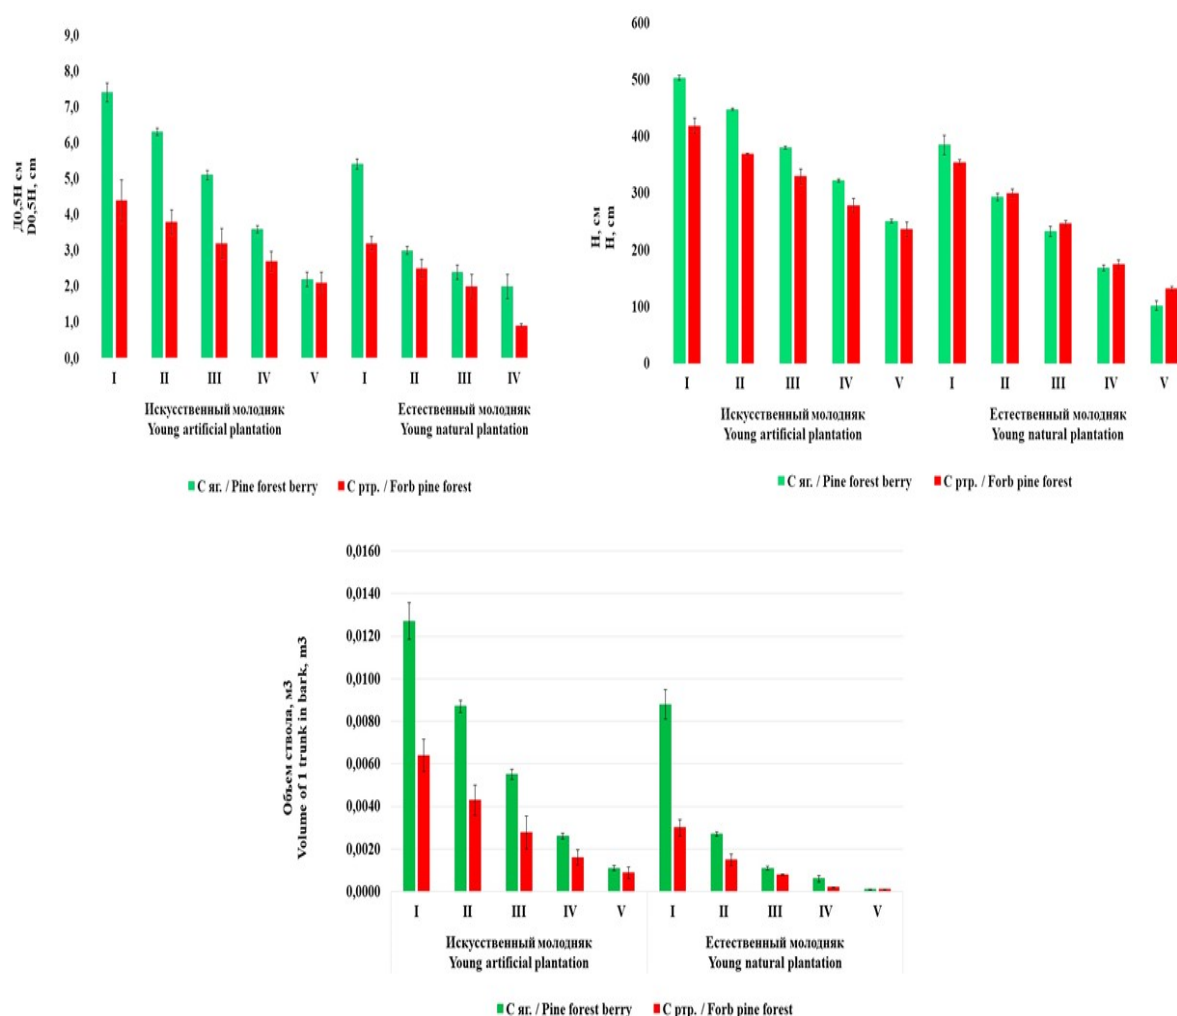 9,0
8,0
7,0
6,0
5,0
4,0
3,0
2,0
1,0
0,0
Д0,5Н см
D0,5H, cm
I II III IV V I II III IV
Искусственный молодняк Естественный молодняк
Young artificial plantation Young natural plantation
С яг. / Pine forest berry С ртр. / Forb pine forest
600
500
400
300
200
100
0
Н, см
H, cm
I II III IV V I II III IV V
Искусственный молодняк Естественный молодняк
Young artificial plantation Young natural plantation
С яг. / Pine forest berry С ртр. / Forb pine forest
0,0160
0,0140
0,0120
0,0100
0,0080
0,0060
0,0040
0,0020
0,0000
Объем ствола, м3
Volume of 1 trunk in bark, m3
I II III IV V I II III IV V
Искусственный молодняк Естественный молодняк
Young artificial plantation Young natural plantation
С яг. / Pine forest berry С ртр. / Forb pine forest